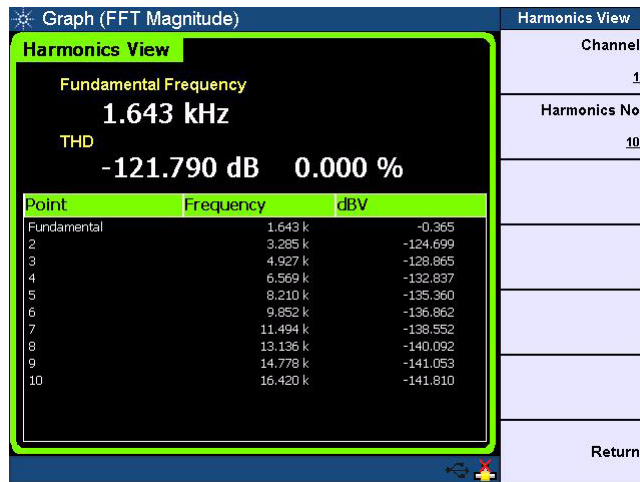 Graph (FFT Magnitude)
Harmonics View
Harmonics View
Channel
1
Harmonics No
10
Return
Fundamental Frequency
1.643 kHz
THD
-121.790 dB 0.000 %
Point Frequency dBV
Fundamental 1.643 k -0.365
2 3.285 k -124.699
3 4.927 k -128.865
4 6.569 k -132.837
5 8.210 k -135.360
6 9.852 k -136.862
7 11.494 k -138.552
8 13.136 k -140.092
9 14.778 k -141.053
10 16.420 k -141.810